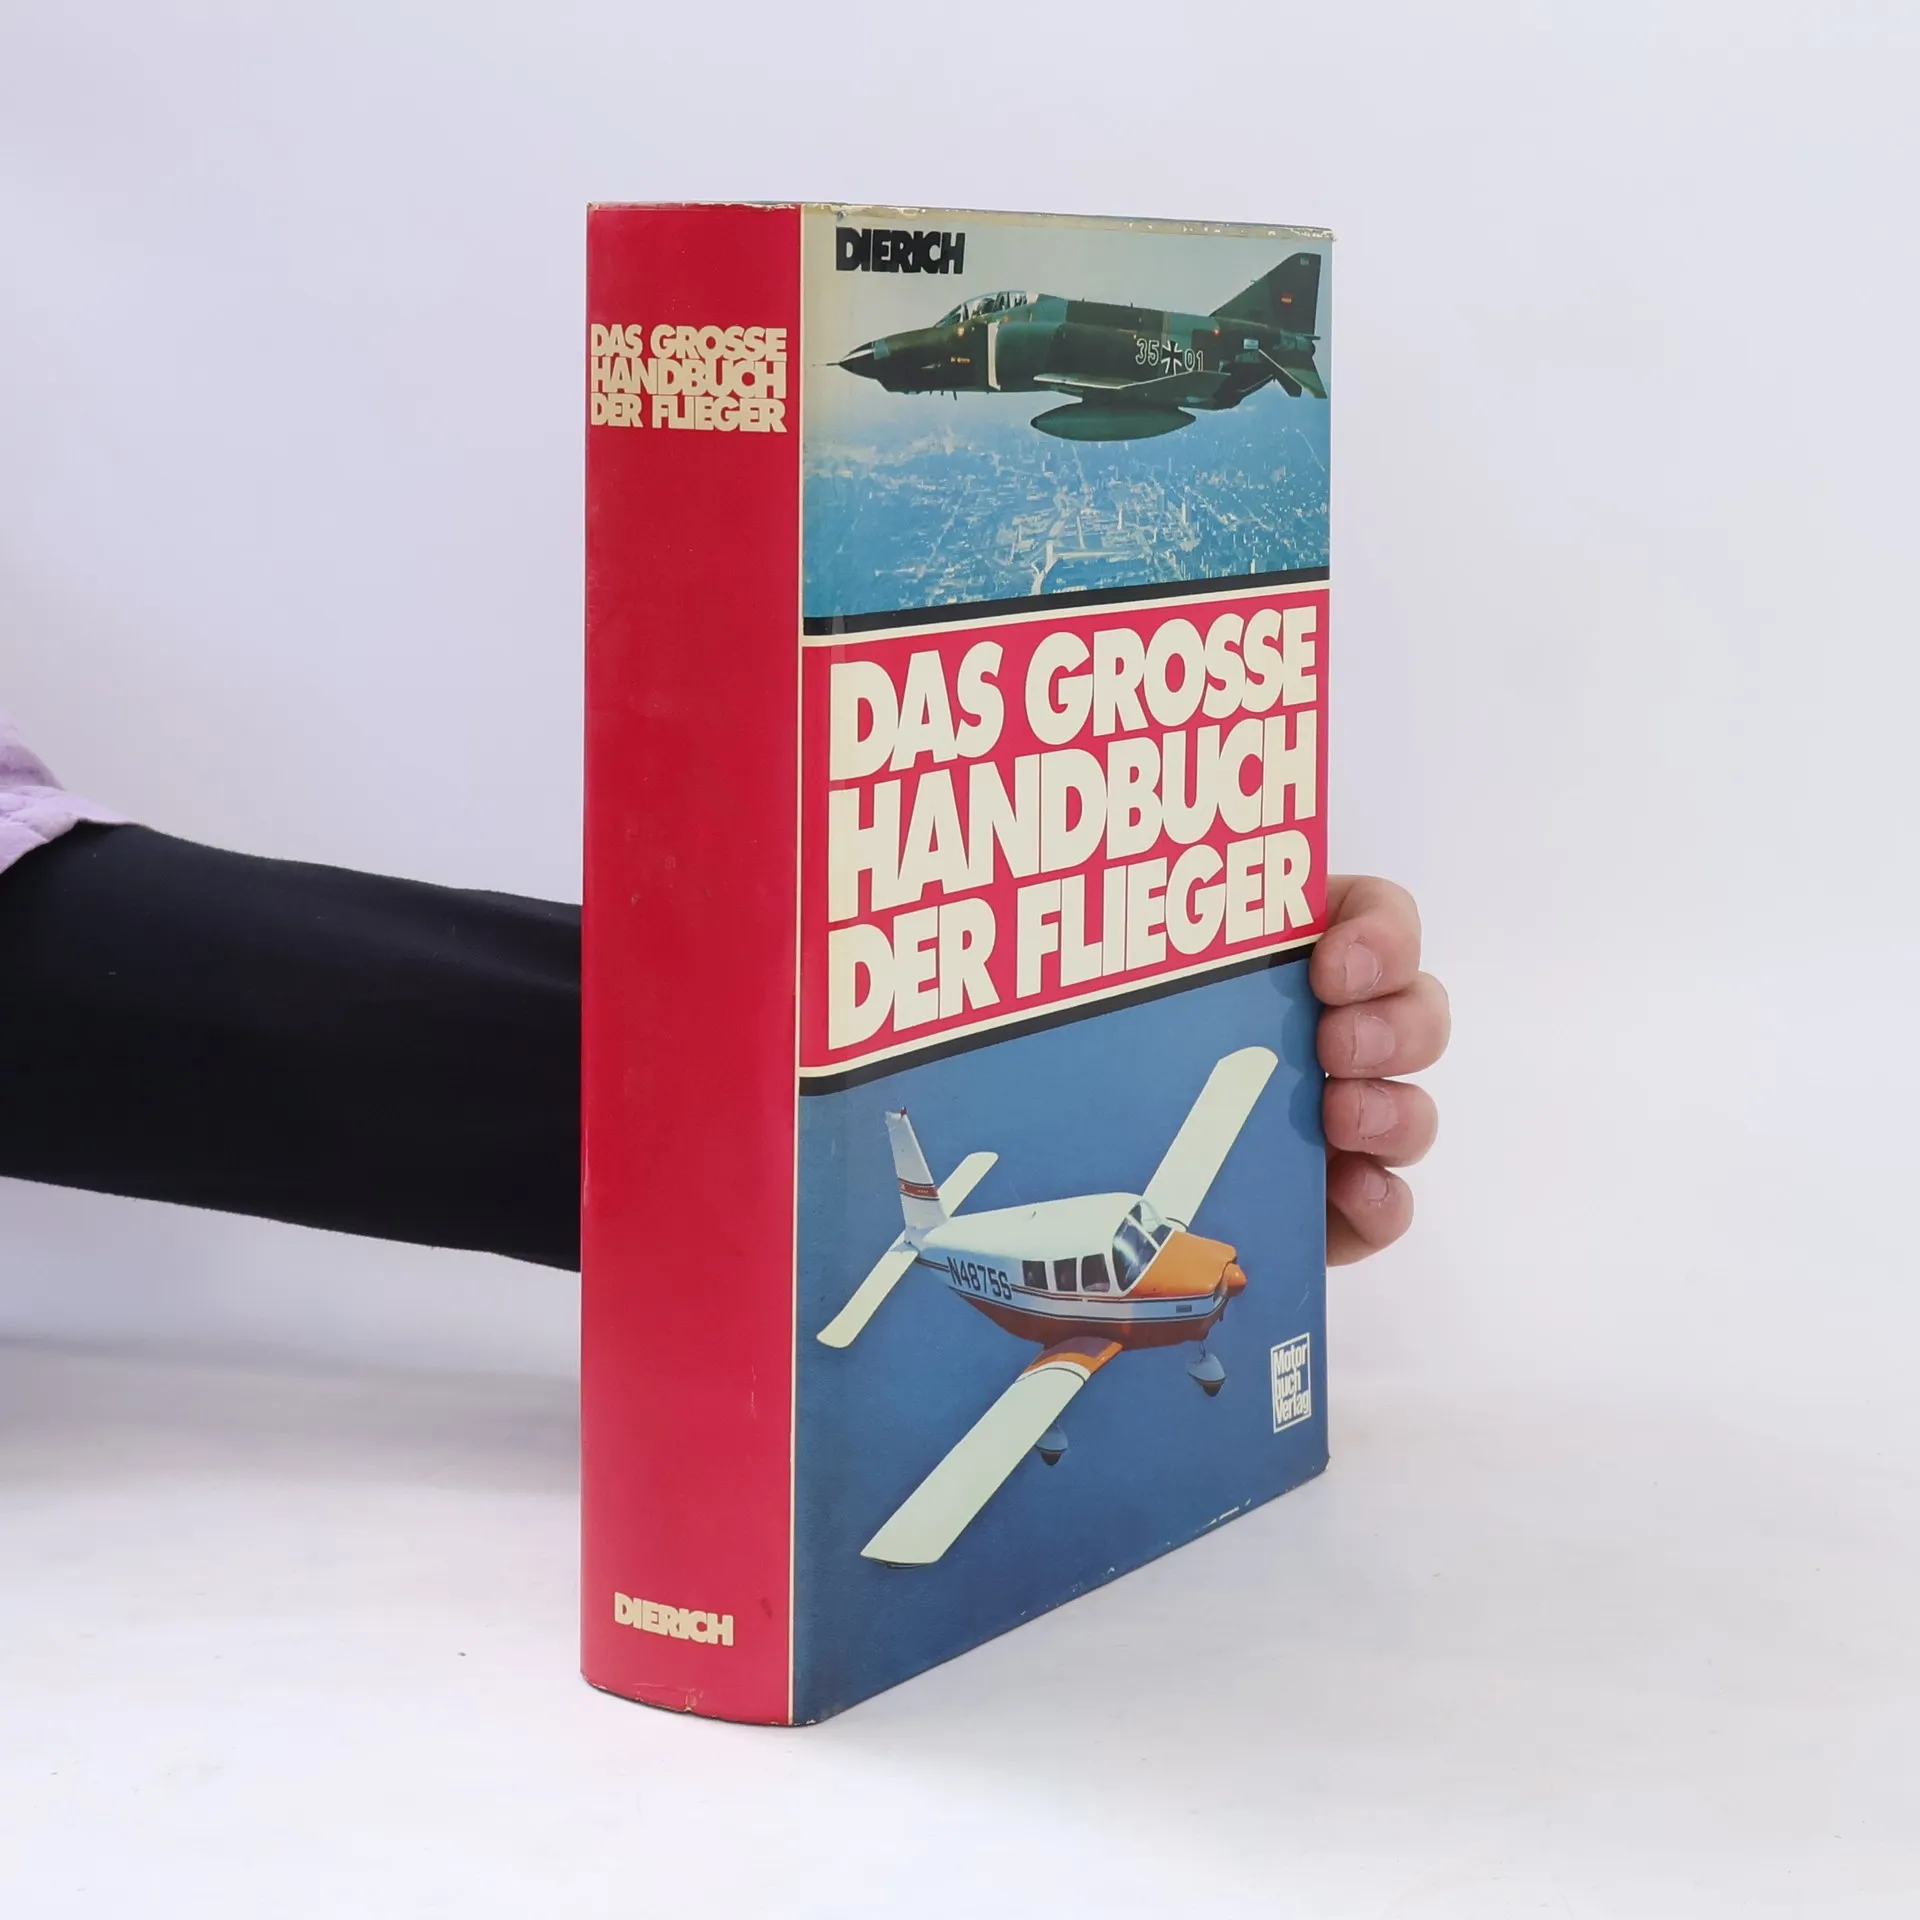 DAS GROSSE
HANDBUCH
DER FLIEGER
DIERICH
DIERICH
35 01
DAS GROSSE
HANDBUCH
DER FLIEGER
N4875S
Motor
buch
Verlag